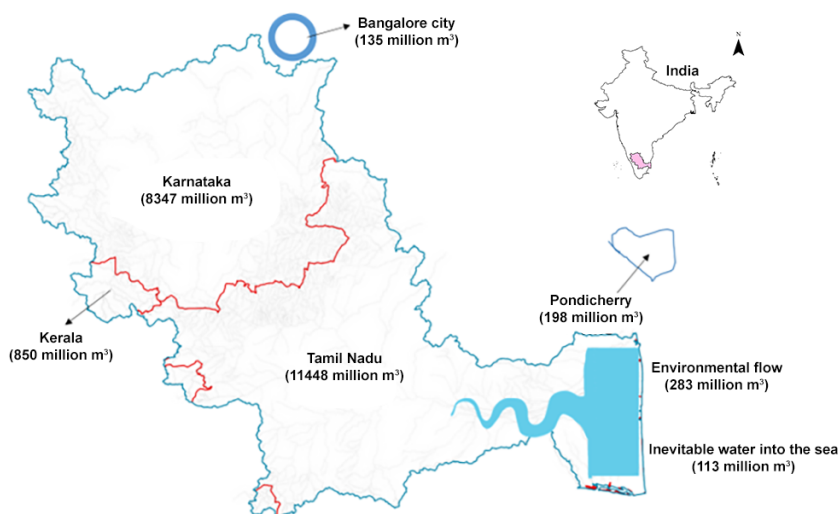 Bangalore city
(135 million m³)
India
N
Karnataka
(8347 million m³)
Pondicherry
(198 million m³)
Kerala
(850 million m³)
Tamil Nadu
(11448 million m³)
Environmental flow
(283 million m³)
Inevitable water into the sea
(113 million m³)